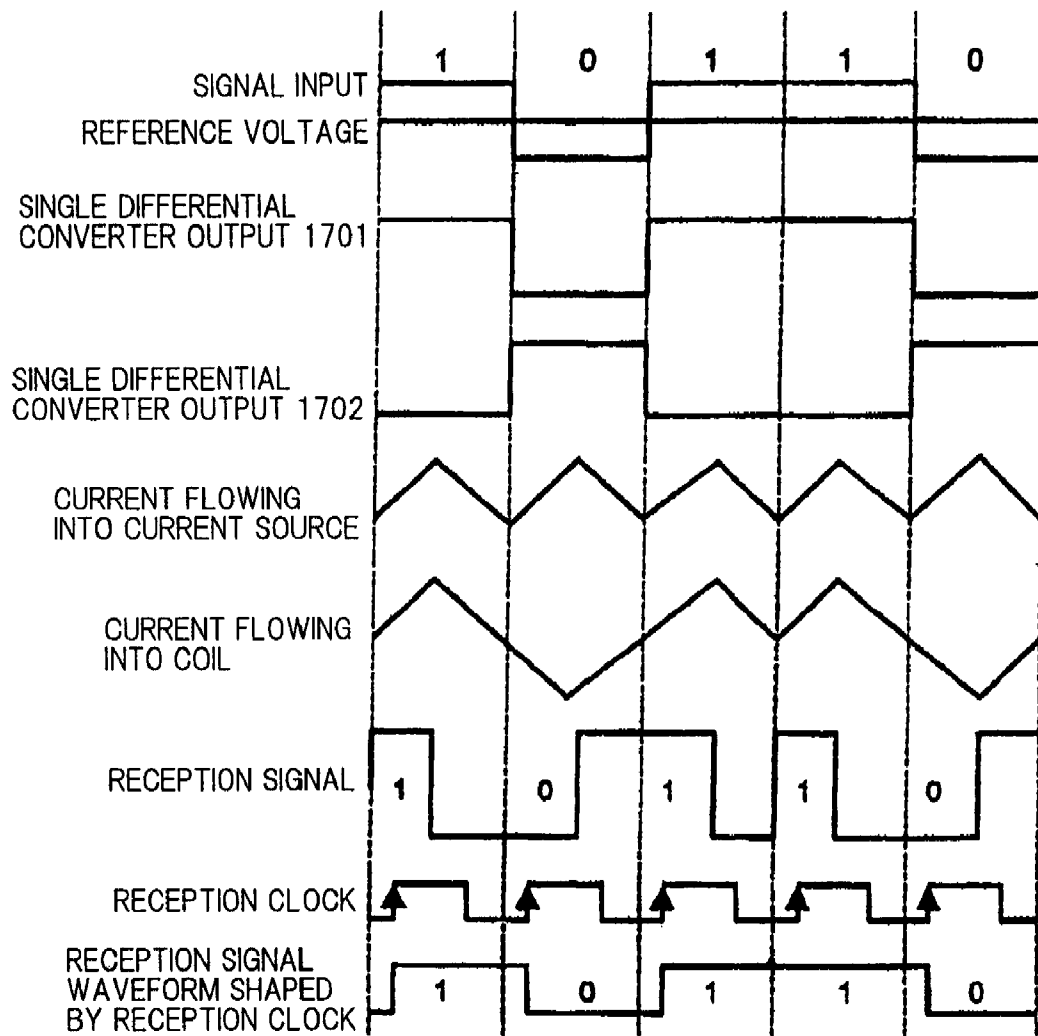 1 0 1 1 0
SIGNAL INPUT
REFERENCE VOLTAGE
SINGLE DIFFERENTIAL
CONVERTER OUTPUT 1701
SINGLE DIFFERENTIAL
CONVERTER OUTPUT 1702
CURRENT FLOWING
INTO CURRENT SOURCE
CURRENT FLOWING
INTO COIL
RECEPTION SIGNAL 1 0 1 1 0
RECEPTION CLOCK
RECEPTION SIGNAL
WAVEFORM SHAPED
BY RECEPTION CLOCK
1 0 1 1 0